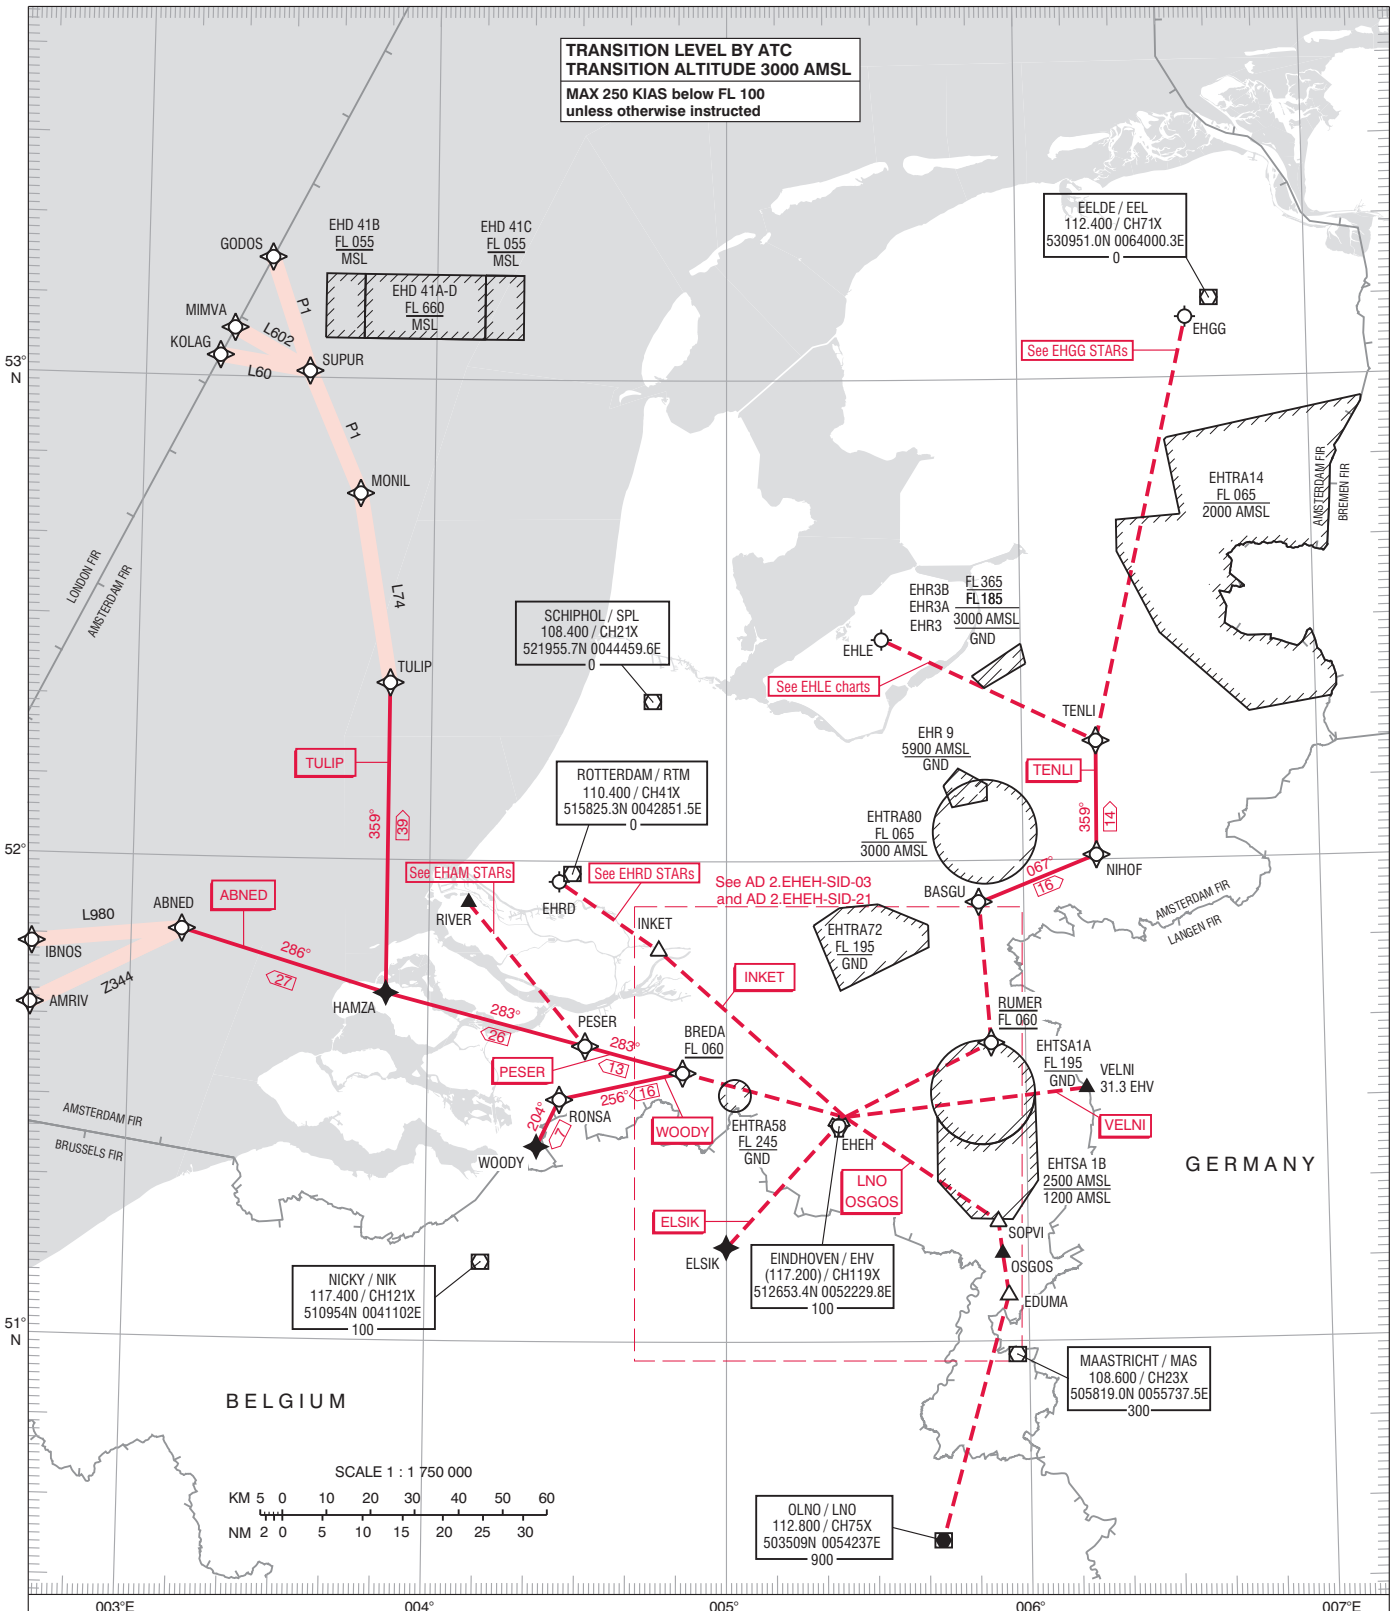 TRANSITION LEVEL BY ATC
TRANSITION ALTITUDE 3000 AMSL
MAX 250 KIAS below FL 100
unless otherwise instructed
EELDE / EEL
112.400 / CH71X
530951.0N 0064000.3E
0
EHD 41B
FL 055
MSL
EHD 41C
FL 055
MSL
EHD 41A-D
FL 660
MSL
GODOS
P1
MIMVA
L602
KOLAG
L60
SUPUR
EHGG
See EHGG STARs
53°
N
P1
MONIL
EHTRA14
FL 065
2000 AMSL
AMSTERDAM FIR
BREMEN FIR
LONDON FIR
AMSTERDAM FIR
L74
EHR3B
EHR3A
EHR3
FL 365
FL 185
3000 AMSL
GND
SCHIPHOL / SPL
108.400 / CH21X
521955.7N 0044459.6E
0
EHLE
See EHLE charts
TULIP
TENLI
TULIP
EHR 9
5900 AMSL
GND
TENLI
ROTTERDAM / RTM
110.400 / CH41X
515825.3N 0042851.5E
0
359°
39
EHTRA80
FL 065
3000 AMSL
359°
14
52°
N
See EHAM STARs
See EHRD STARs
See AD 2.EHEH-SID-03
and AD 2.EHEH-SID-21
067°
16
NIHOF
BASGU
ABNED
ABNED
L980
IBNOS
Z344
AMRIV
RIVER
EHRD
INKET
EHTRA72
FL 195
GND
AMSTERDAM FIR
LANGEN FIR
286°
27
HAMZA
INKET
283°
26
PESER
283°
13
PESER
BREDA
FL 060
RUMER
FL 060
EHTSA1A
FL 195
GND
VELNI
31.3 EHV
256°
16
RONSA
204°
7
WOODY
WOODY
EHTRA58
FL 245
GND
EHEH
VELNI
AMSTERDAM FIR
BRUSSELS FIR
GERMANY
EHTSA 1B
2500 AMSL
1200 AMSL
LNO
OSGOS
ELSIK
ELSIK
SOPVI
OSGOS
EDUMA
EINDHOVEN / EHV
(117.200) / CH119X
512653.4N 0052229.8E
100
NICKY / NIK
117.400 / CH121X
510954N 0041102E
100
51°
N
MAASTRICHT / MAS
108.600 / CH23X
505819.0N 0055737.5E
300
BELGIUM
SCALE 1 : 1 750 000
KM 5 0 10 20 30 40 50 60
NM 2 0 5 10 15 20 25 30
OLNO / LNO
112.800 / CH75X
503509N 0054237E
900
003°E 004° 005° 006° 007°E